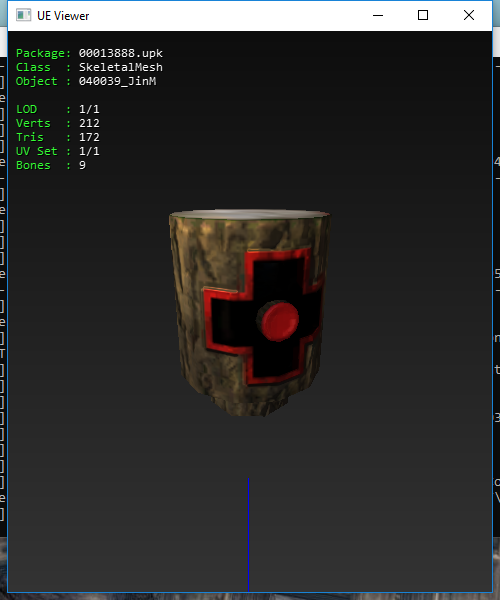 UE Viewer
Package: 00013888.upk
Class  : SkeletalMesh
Object : 040039_JinM
LOD    : 1/1
Verts  : 212
Tris   : 172
UV Set : 1/1
Bones  : 9